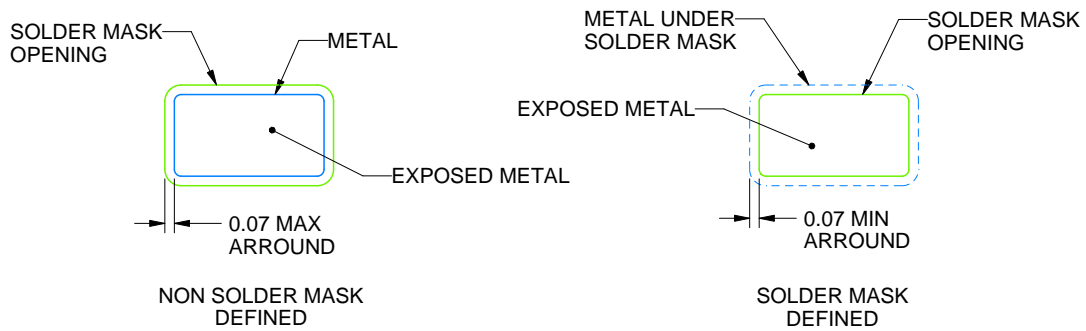 SOLDER MASK
OPENING
METAL
EXPOSED METAL
0.07 MAX
ARROUND
NON SOLDER MASK
DEFINED
METAL UNDER
SOLDER MASK
SOLDER MASK
OPENING
EXPOSED METAL
0.07 MIN
ARROUND
SOLDER MASK
DEFINED